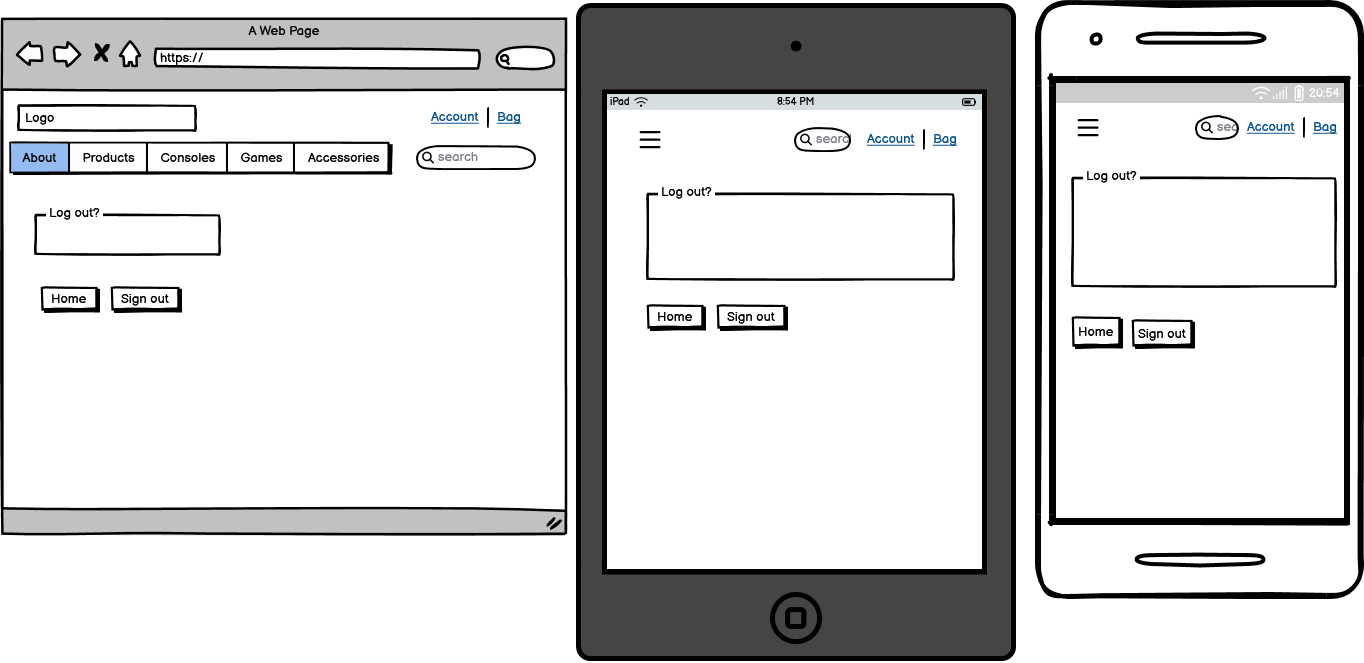 A Web Page
https://
Logo
Account
Bag
About
Products
Consoles
Games
Accessories
search
Log out?
Home
Sign out
iPad
8:54 PM
searc
Account
Bag
Log out?
Home
Sign out
20:54
sea
Account
Bag
Log out?
Home
Sign out